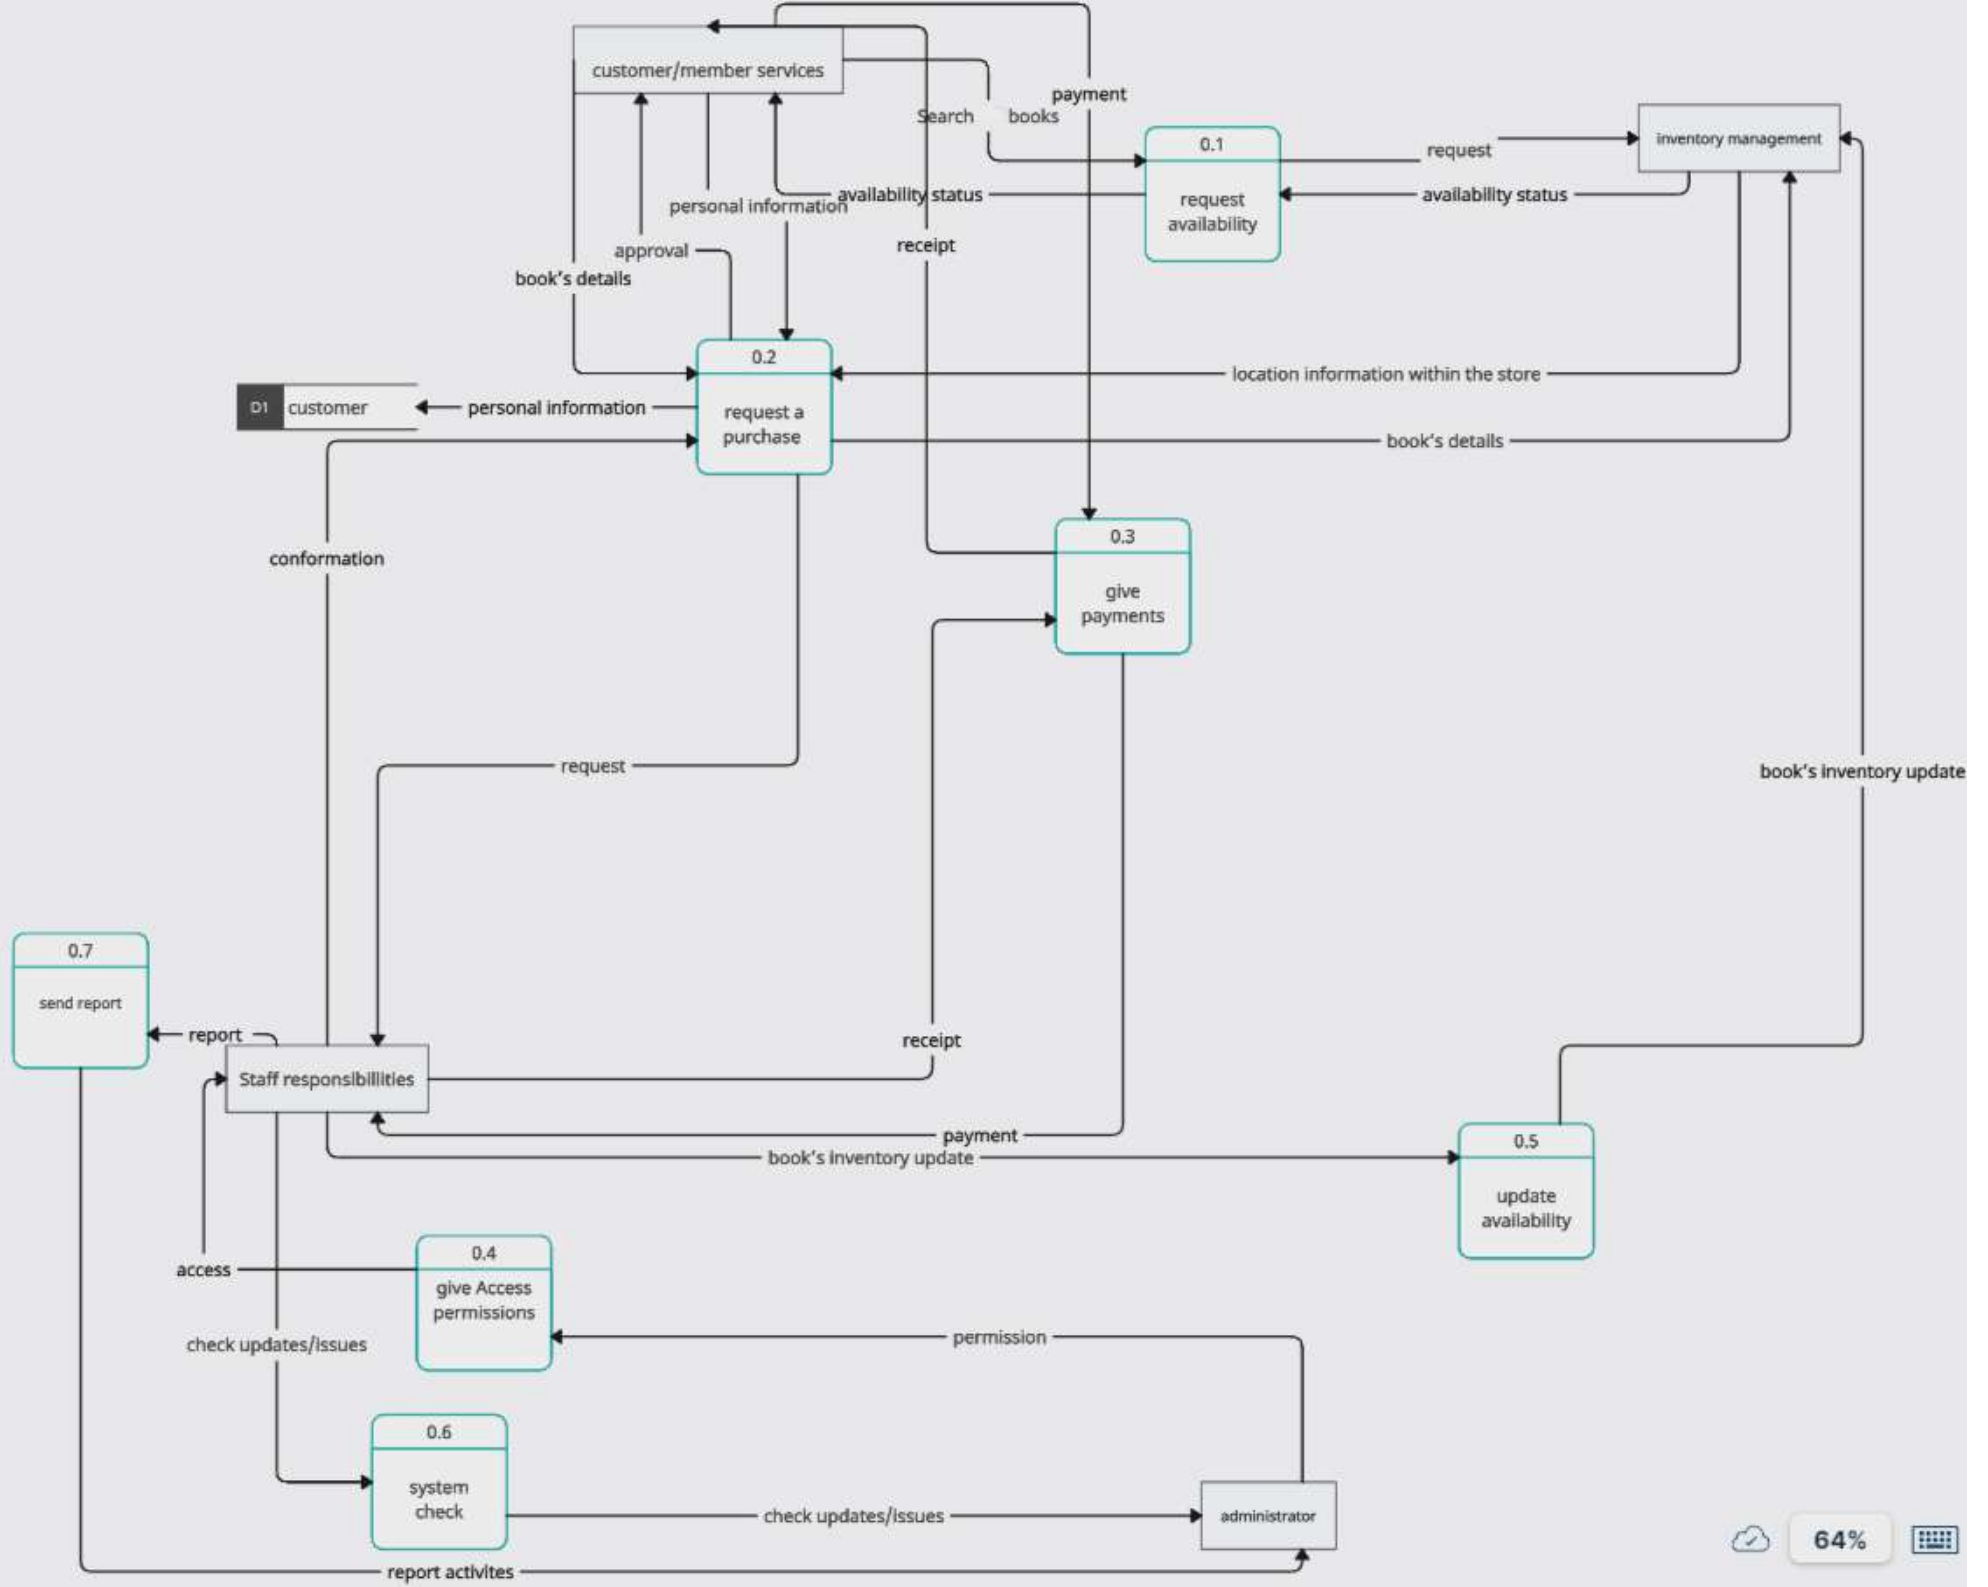 customer/member services
payment
Search books
0.1
request
inventory management
request
availability
availability status
availability status
personal information
approval
receipt
book's details
0.2
location information within the store
request a
purchase
D1 customer
personal information
book's details
0.3
conformation
give
payments
request
book's inventory update
0.7
send report
report
receipt
Staff responsibillities
payment
0.5
book's inventory update
update
availability
0.4
access
give Access
permissions
permission
check updates/issues
0.6
system
check
check updates/issues
administrator
64%
report activites